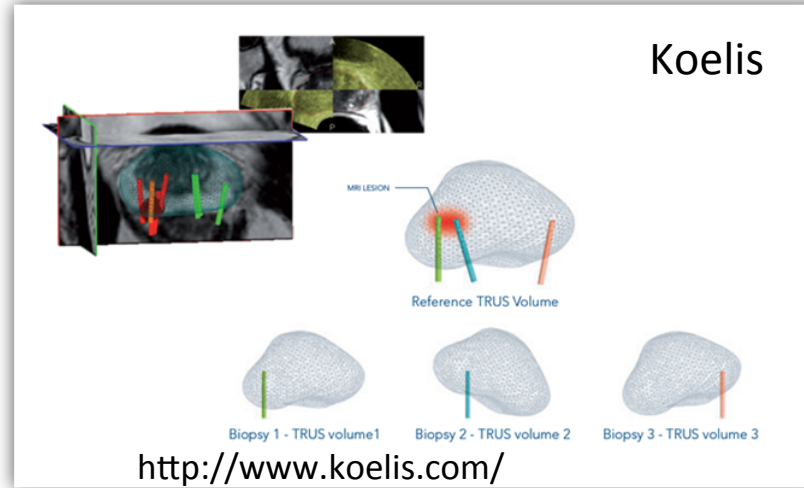 Koelis
A
R
P
MRI LESION
Reference TRUS Volume
Biopsy 1 - TRUS volume1
Biopsy 2 - TRUS volume 2
Biopsy 3 - TRUS volume 3
http://www.koelis.com/